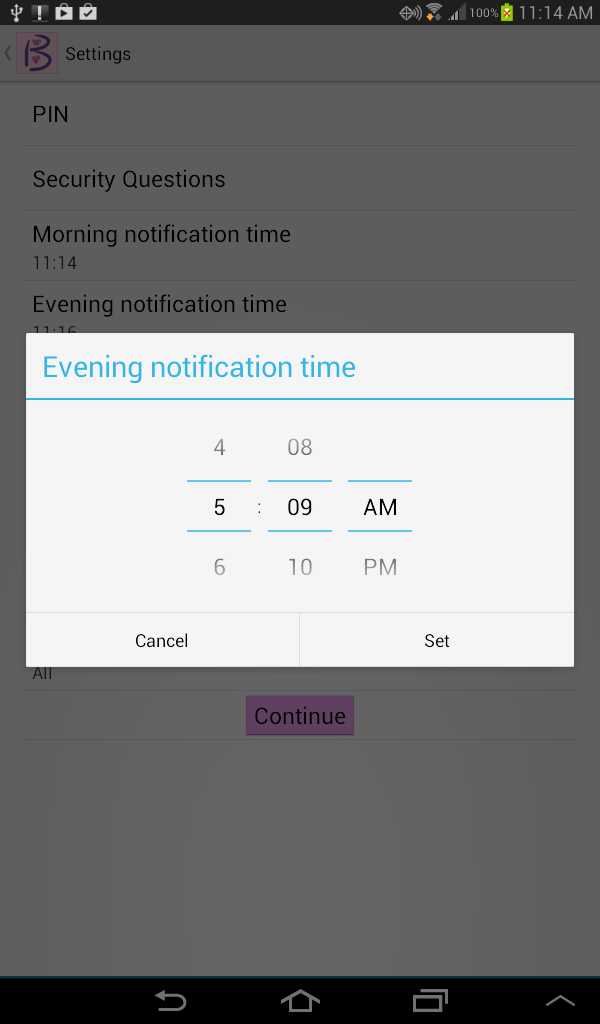 100% 11:14 AM
Settings
PIN
Security Questions
Morning notification time
11:14
Evening notification time
11:16
Evening notification time
4 08
5 : 09 AM
6 10 PM
Cancel Set
All
Continue